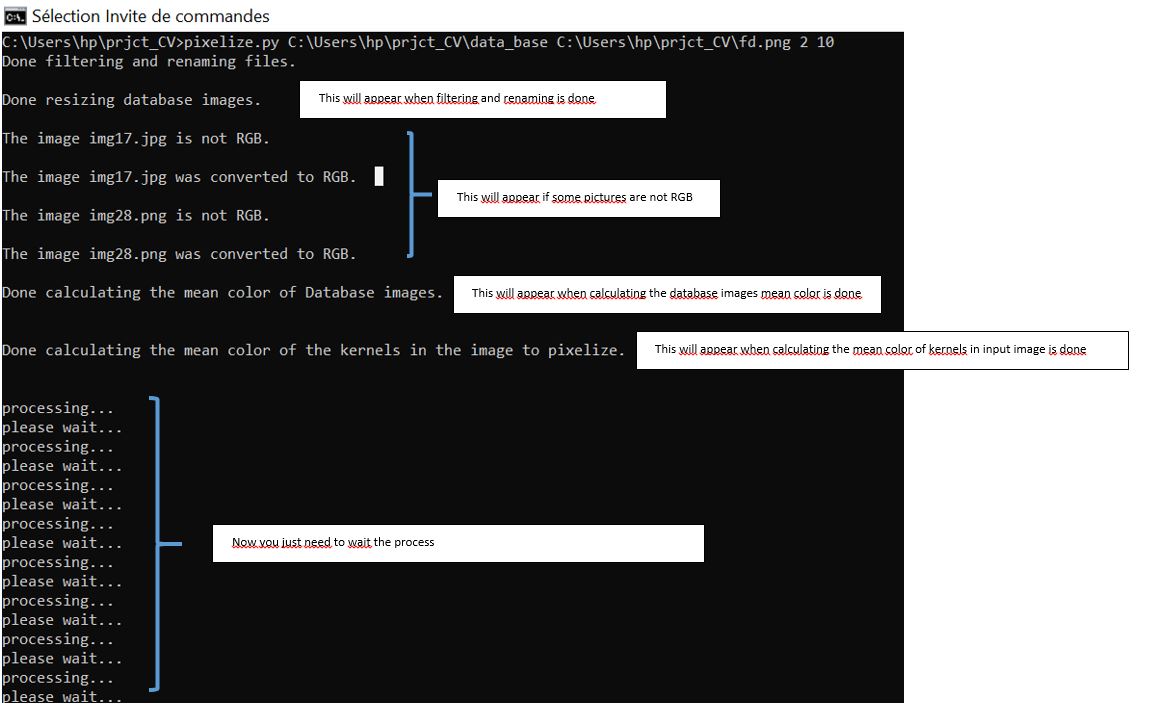 Sélection Invite de commandes
C:\Users\hp\prjct_CV>pixelize.py C:\Users\hp\prjct_CV\data_base C:\Users\hp\prjct_CV\fd.png 2 10
Done filtering and renaming files.
This will appear when filtering and renaming is done
Done resizing database images.
The image img17.jpg is not RGB.
The image img17.jpg was converted to RGB.
This will appear if some pictures are not RGB
The image img28.png is not RGB.
The image img28.png was converted to RGB.
Done calculating the mean color of Database images.
This will appear when calculating the database images mean color is done
Done calculating the mean color of the kernels in the image to pixelize.
This will appear when calculating the mean color of kernels in input image is done
processing...
please wait...
processing...
please wait...
processing...
please wait...
processing...
please wait...
Now you just need to wait the process
processing...
please wait...
processing...
please wait...
processing...
please wait...
processing...
please wait...